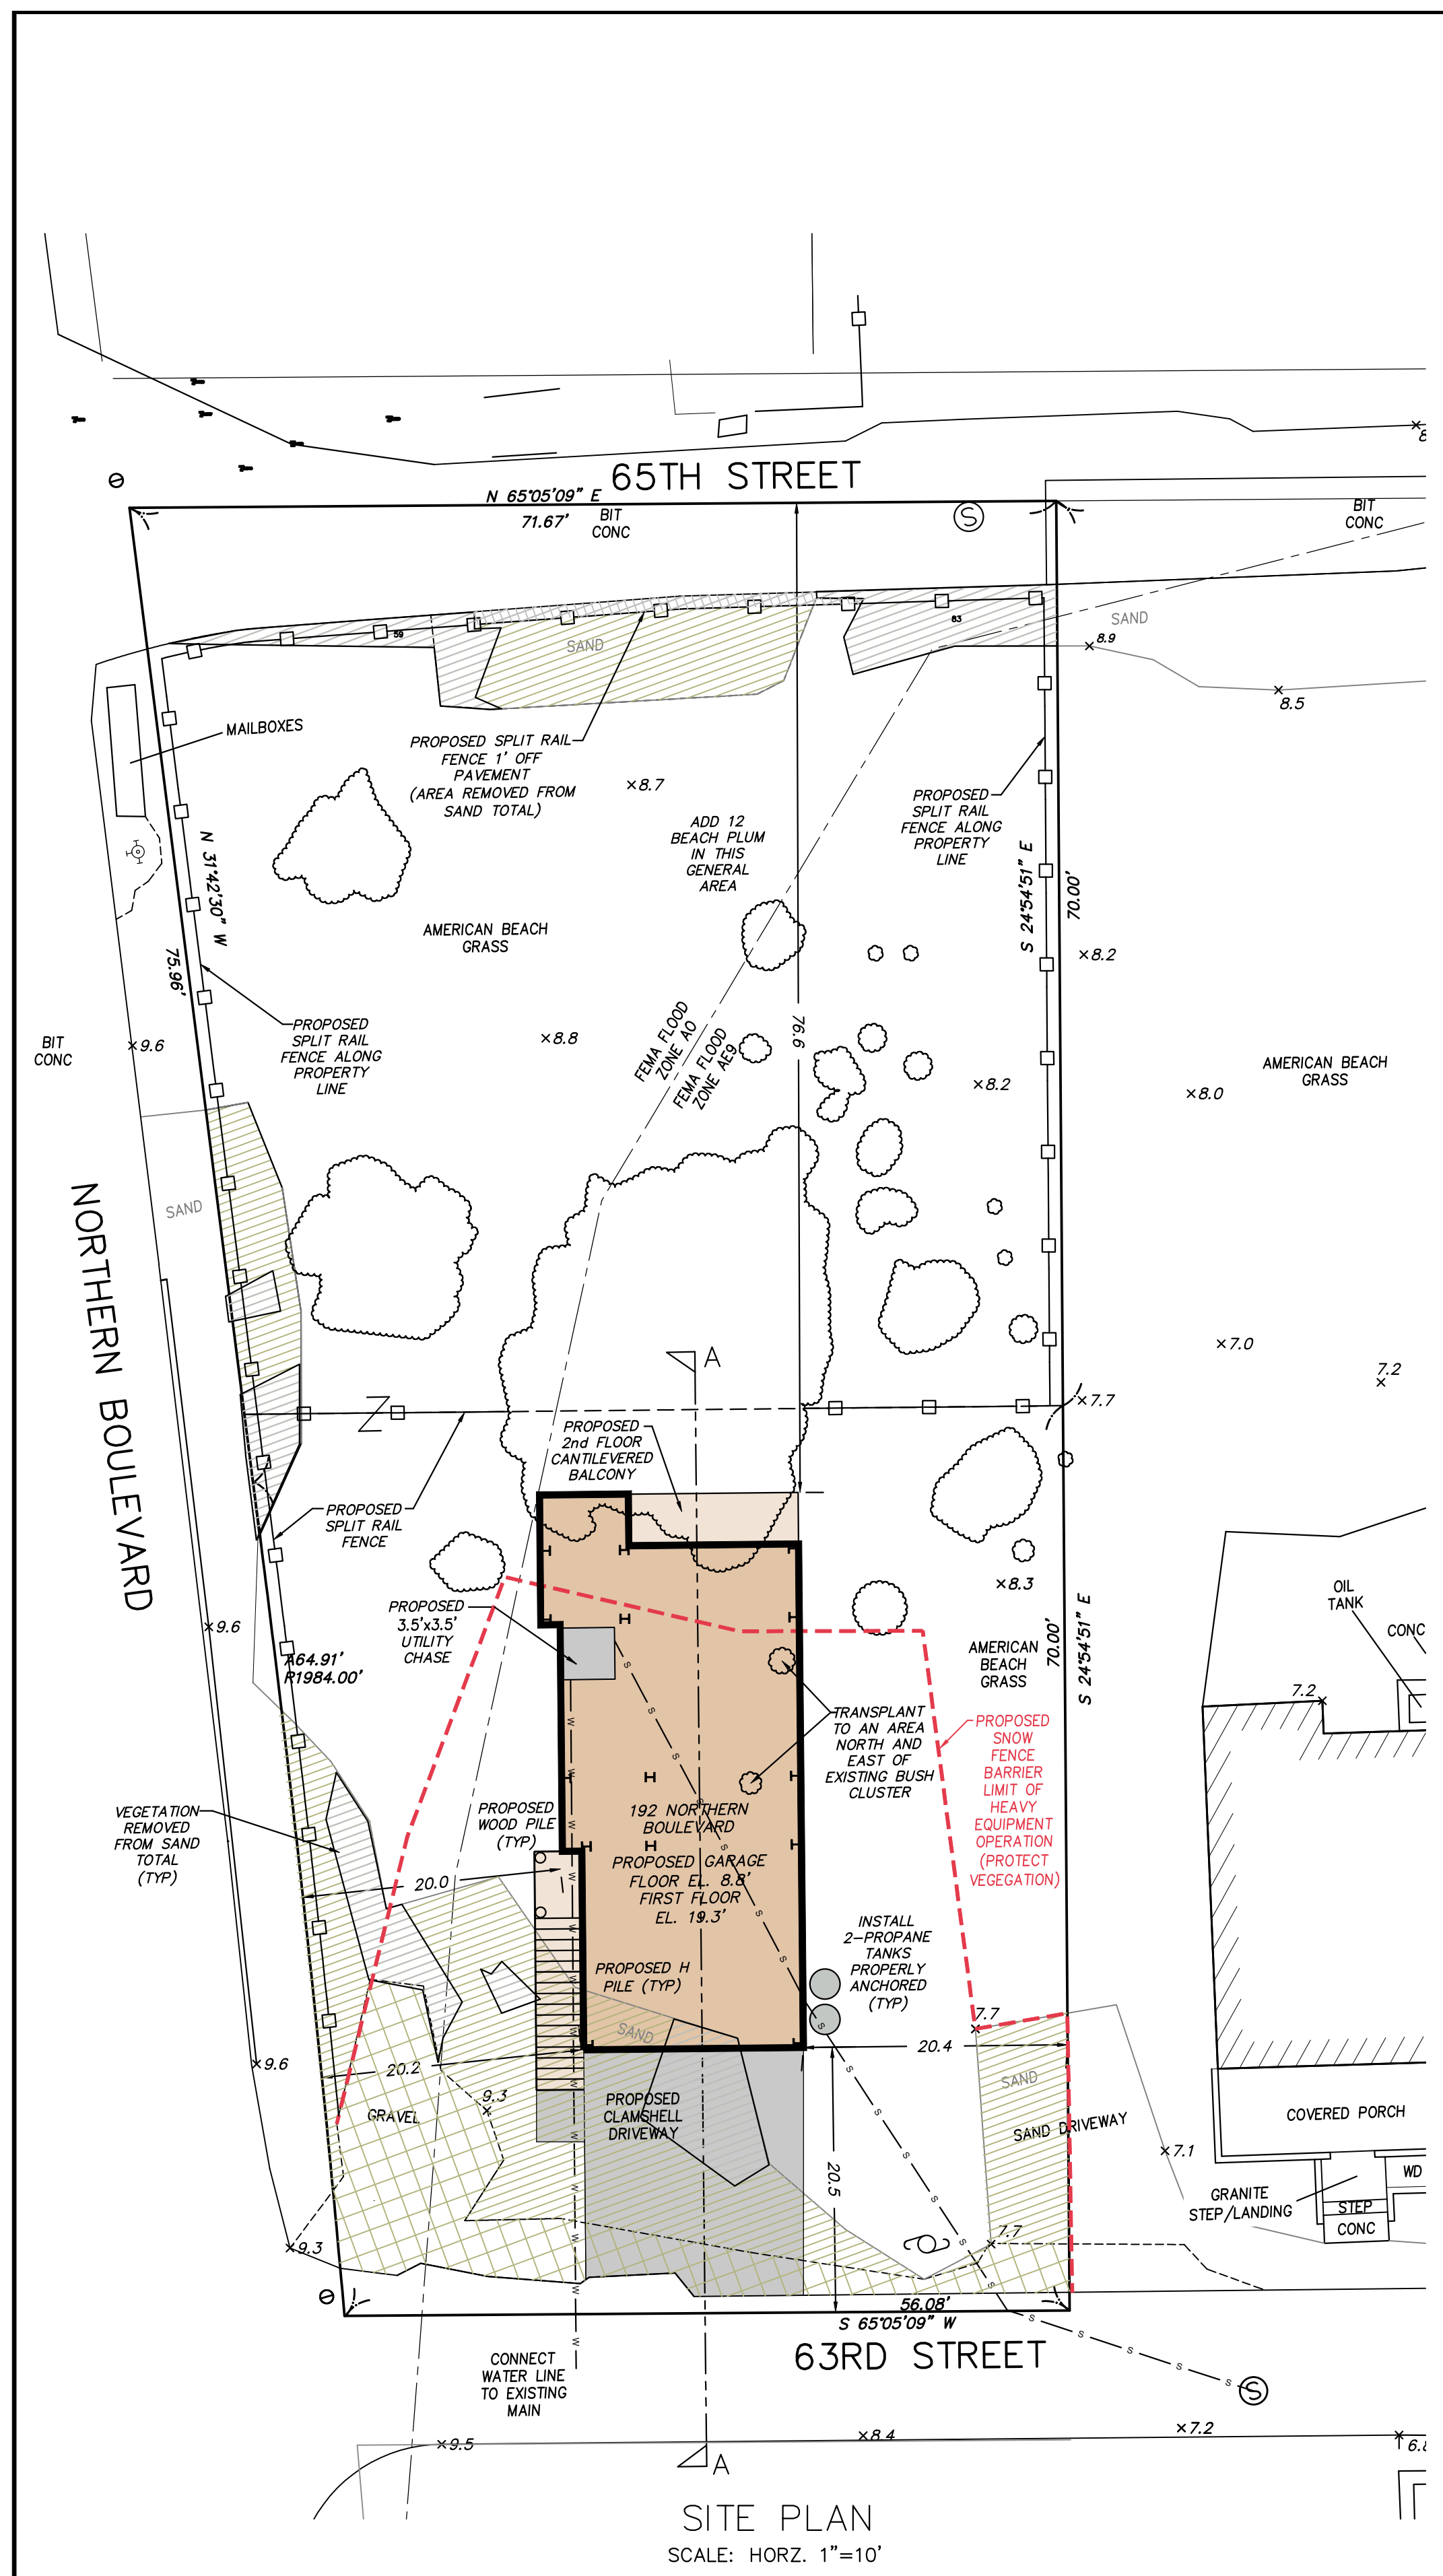 65TH STREET
N 65°05'09" E
71.67'
BIT
CONC
S
BIT
CONC
8.9
SAND
SAND
59
83
8.5
MAILBOXES
PROPOSED SPLIT RAIL
FENCE 1' OFF
PAVEMENT
(AREA REMOVED FROM
SAND TOTAL)
×8.7
ADD 12
BEACH PLUM
IN THIS
GENERAL
AREA
PROPOSED
SPLIT RAIL
FENCE ALONG
PROPERTY
LINE
N 31°42'30" W
75.96'
S 24°54'51" E
70.00'
AMERICAN BEACH
GRASS
×8.2
BIT
CONC
×9.6
PROPOSED
SPLIT RAIL
FENCE ALONG
PROPERTY
LINE
×8.8
FEMA FLOOD
ZONE AO
FEMA FLOOD
ZONE AE9
76.6
×8.2
×8.0
AMERICAN BEACH
GRASS
SAND
NORTHERN BOULEVARD
×7.0
7.2
A
×7.7
PROPOSED
2nd FLOOR
CANTILEVERED
BALCONY
PROPOSED
SPLIT RAIL
FENCE
×8.3
OIL
TANK
CONC
PROPOSED
3.5'x3.5'
UTILITY
CHASE
×9.6
A64.91'
R1984.00'
AMERICAN
BEACH
GRASS
70.00'
S 24°54'51" E
7.2
TRANSPLANT
TO AN AREA
NORTH AND
EAST OF
EXISTING BUSH
CLUSTER
PROPOSED
SNOW
FENCE
BARRIER
LIMIT OF
HEAVY
EQUIPMENT
OPERATION
(PROTECT
VEGEGATION)
VEGETATION
REMOVED
FROM SAND
TOTAL
(TYP)
PROPOSED
WOOD PILE
(TYP)
192 NORTHERN
BOULEVARD
PROPOSED GARAGE
FLOOR EL. 8.8'
FIRST FLOOR
EL. 19.3'
20.0
INSTALL
2-PROPANE
TANKS
PROPERLY
ANCHORED
(TYP)
PROPOSED H
PILE (TYP)
SAND
7.7
×9.6
20.2
20.4
9.3
GRAVEL
PROPOSED
CLAMSHELL
DRIVEWAY
SAND
SAND DRIVEWAY
COVERED PORCH
×7.1
20.5
WD
GRANITE
STEP/LANDING
STEP
CONC
×9.3
7.7
56.08'
S 65°05'09" W
63RD STREET
CONNECT
WATER LINE
TO EXISTING
MAIN
S
×9.5
×8.4
×7.2
A
SITE PLAN
SCALE: HORZ. 1"=10'